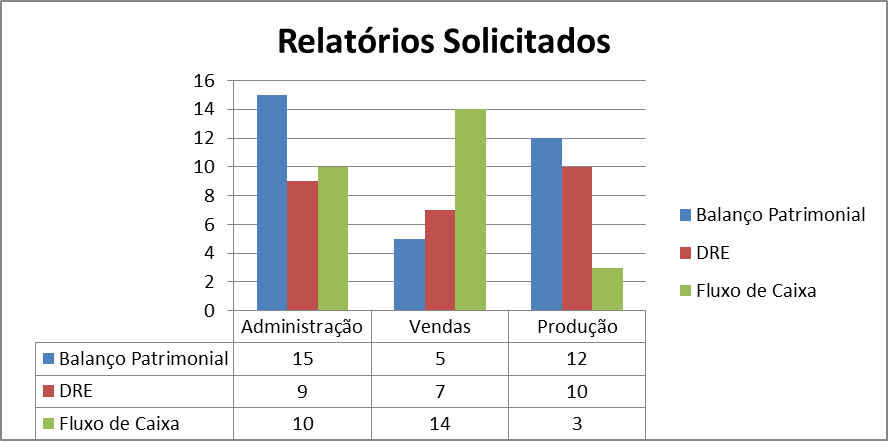 Relatórios Solicitados
16
14
12
10
8
6
4
2
0
Balanço Patrimonial
DRE
Fluxo de Caixa
Administração Vendas Produção
Balanço Patrimonial 15 5 12
DRE 9 7 10
Fluxo de Caixa 10 14 3